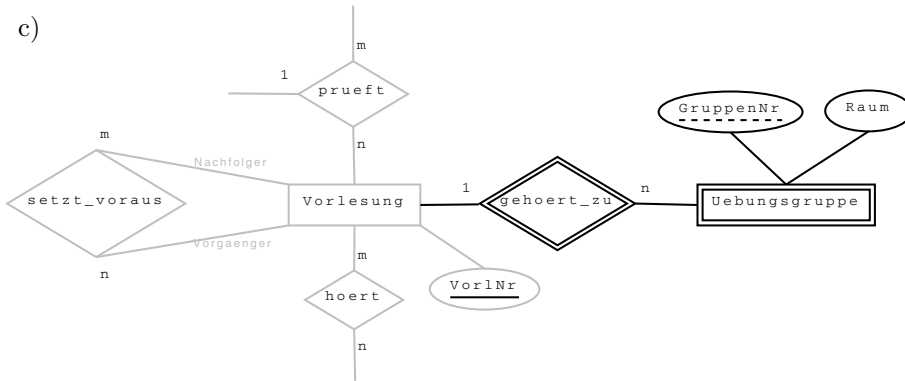 c)
m
1
prueft
GruppenNr
Raum
n
m
Nachfolger
setzt_voraus
Vorlesung
1
gehoert_zu
n
Uebungsgruppe
Vorgaenger
m
n
VorlNr
hoert
n